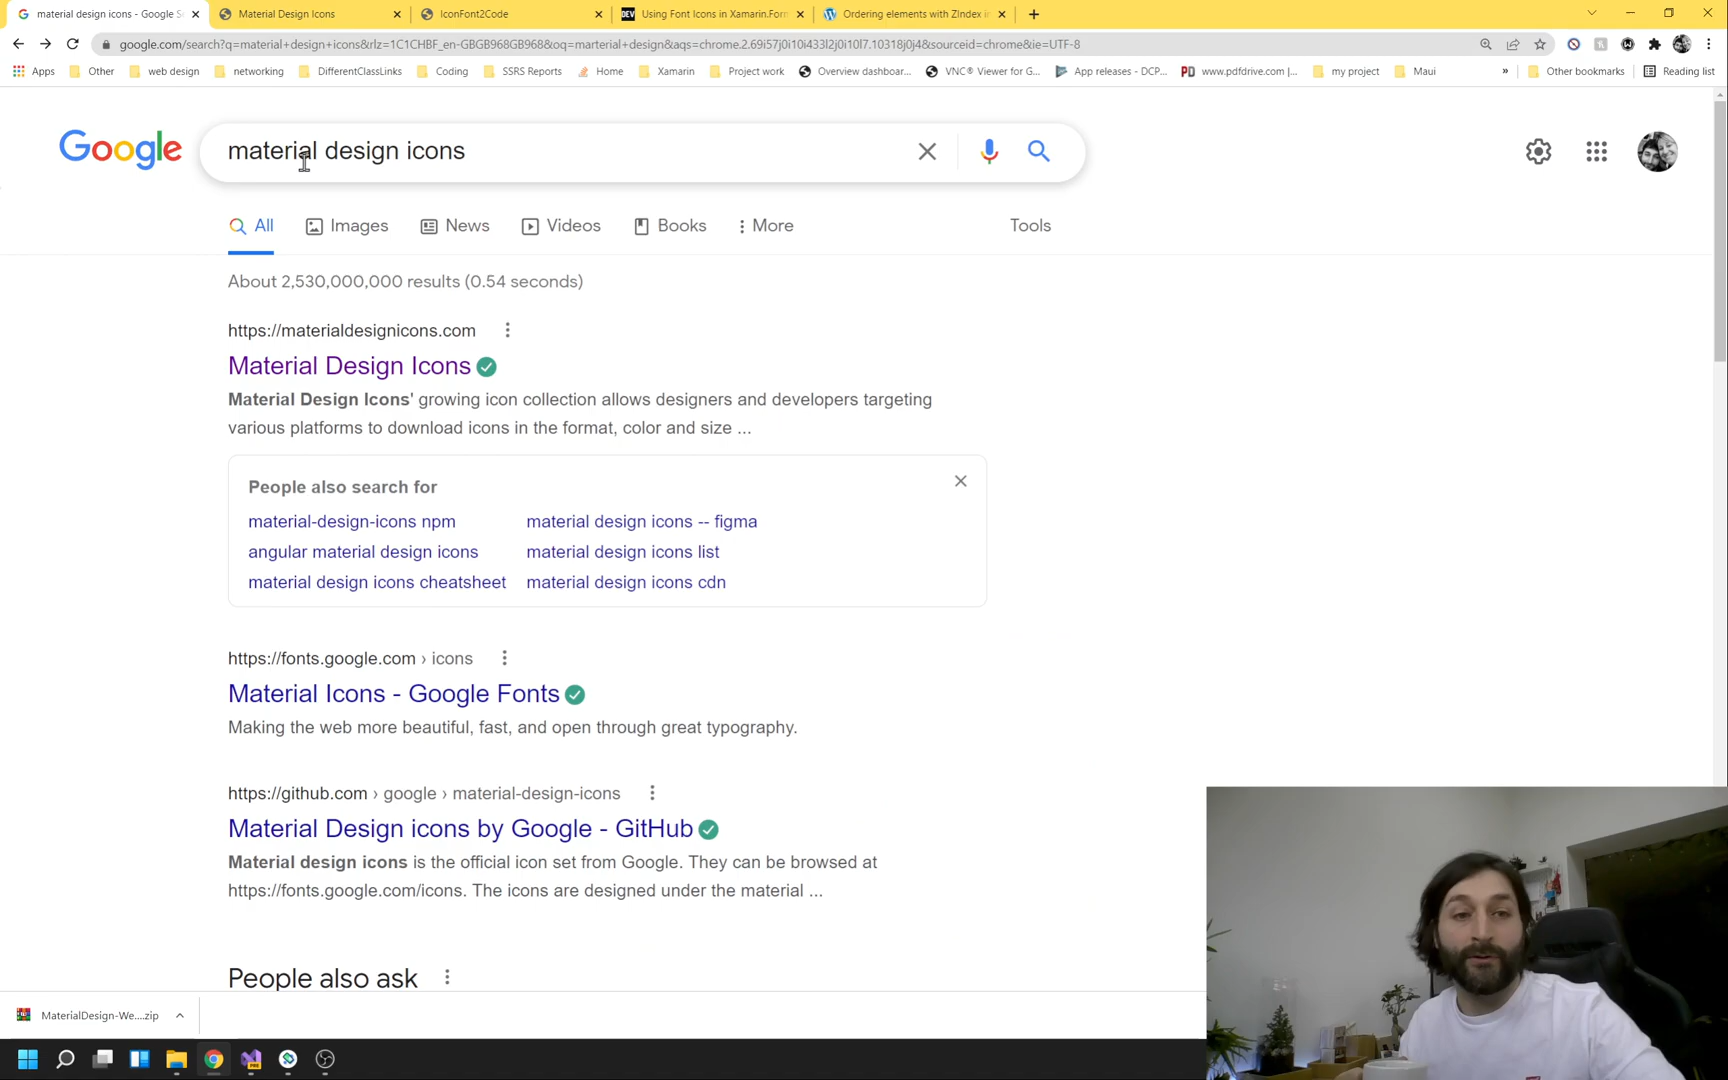 material design icons - Google S
Material Design Icons
IconFont2Code
DEV
Using Font Icons in Xamarin.Form
Ordering elements with ZIndex in
google.com/search?q=material+design+icons&rlz=1C1CHBF_en-GBGB968GB968&oq=marterial+design&aqs=chrome.2.69i57j0i10i433l2j0i10l7.10318j0j4&sourceid=chrome&ie=UTF-8
Apps
Other
web design
networking
DifferentClassLinks
Coding
SSRS Reports
Home
Xamarin
Project work
Overview dashboar...
VNC® Viewer for G...
App releases - DCP...
PD
www.pdfdrive.com |...
my project
Maui
»
Other bookmarks
Reading list
Google
material design icons
All
Images
News
Videos
Books
More
Tools
About 2,530,000,000 results (0.54 seconds)
https://materialdesignicons.com
Material Design Icons
Material Design Icons' growing icon collection allows designers and developers targeting
various platforms to download icons in the format, color and size ...
People also search for
material-design-icons npm
material design icons -- figma
angular material design icons
material design icons list
material design icons cheatsheet
material design icons cdn
https://fonts.google.com › icons
Material Icons - Google Fonts
Making the web more beautiful, fast, and open through great typography.
https://github.com › google › material-design-icons
Material Design icons by Google - GitHub
Material design icons is the official icon set from Google. They can be browsed at
https://fonts.google.com/icons. The icons are designed under the material ...
People also ask
MaterialDesign-We....zip